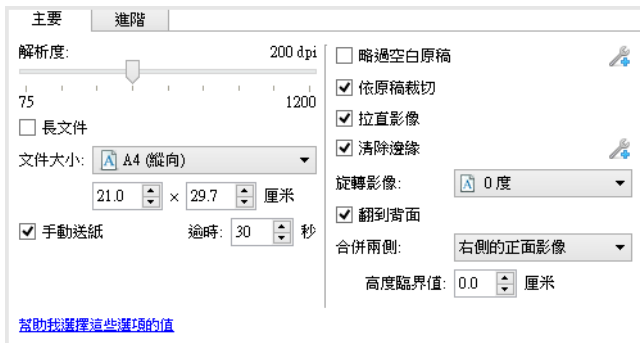 主要
進階
解析度: 200 dpi
75 1200
長文件
文件大小: A4 (縱向)
21.0 × 29.7 厘米
手動送紙 逾時: 30 秒
幫助我選擇這些選項的值
略過空白原稿
依原稿裁切
拉直影像
清除邊緣
旋轉影像: 0 度
翻到背面
合併兩側: 右側的正面影像
高度臨界值: 0.0 厘米